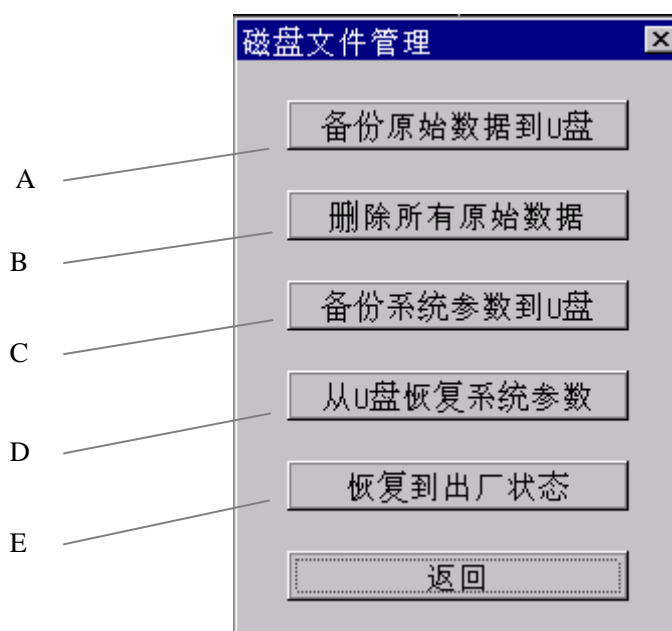 磁盘文件管理
备份原始数据到U盘
A
删除所有原始数据
B
备份系统参数到U盘
C
从U盘恢复系统参数
D
恢复到出厂状态
E
返回